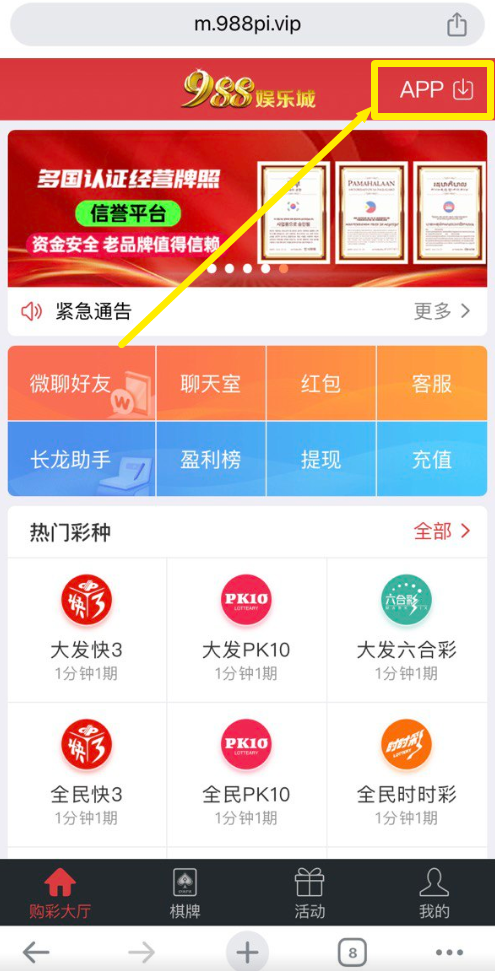 m.988pi.vip
988娱乐城
APP
多国认证经营牌照
信誉平台
资金安全 老品牌值得信赖
PAMAHALAAN
紧急通告
更多
微聊好友
W
聊天室
红包
客服
长龙助手
7
盈利榜
提现
充值
热门彩种
全部
快3
PK10
LOTTERY
六合彩
大发快3
大发PK10
大发六合彩
1分钟1期
1分钟1期
1分钟1期
快3
PK10
LOTTERY
时时彩
全民快3
全民PK10
全民时时彩
1分钟1期
1分钟1期
1分钟1期
购彩大厅
棋牌
活动
我的
8